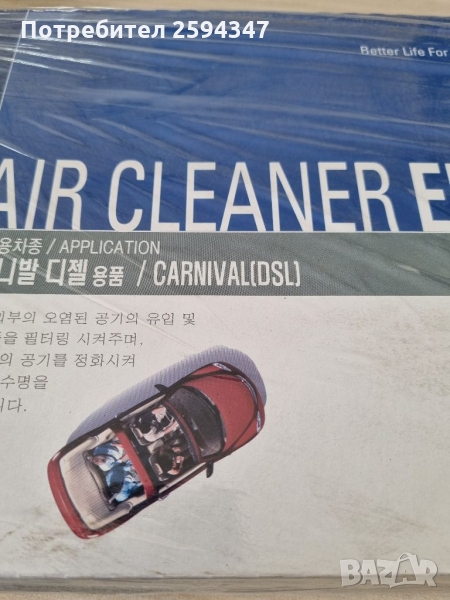 Потребител 2594347
Better Life For
AIR CLEANER E
용차종 / APPLICATION
니발 디젤 용품 / CARNIVAL(DSL)
외부의 오염된 공기의 유입 및
을 필터링 시켜주며,
의 공기를 정화시켜
수명을
니다.
BAZAR